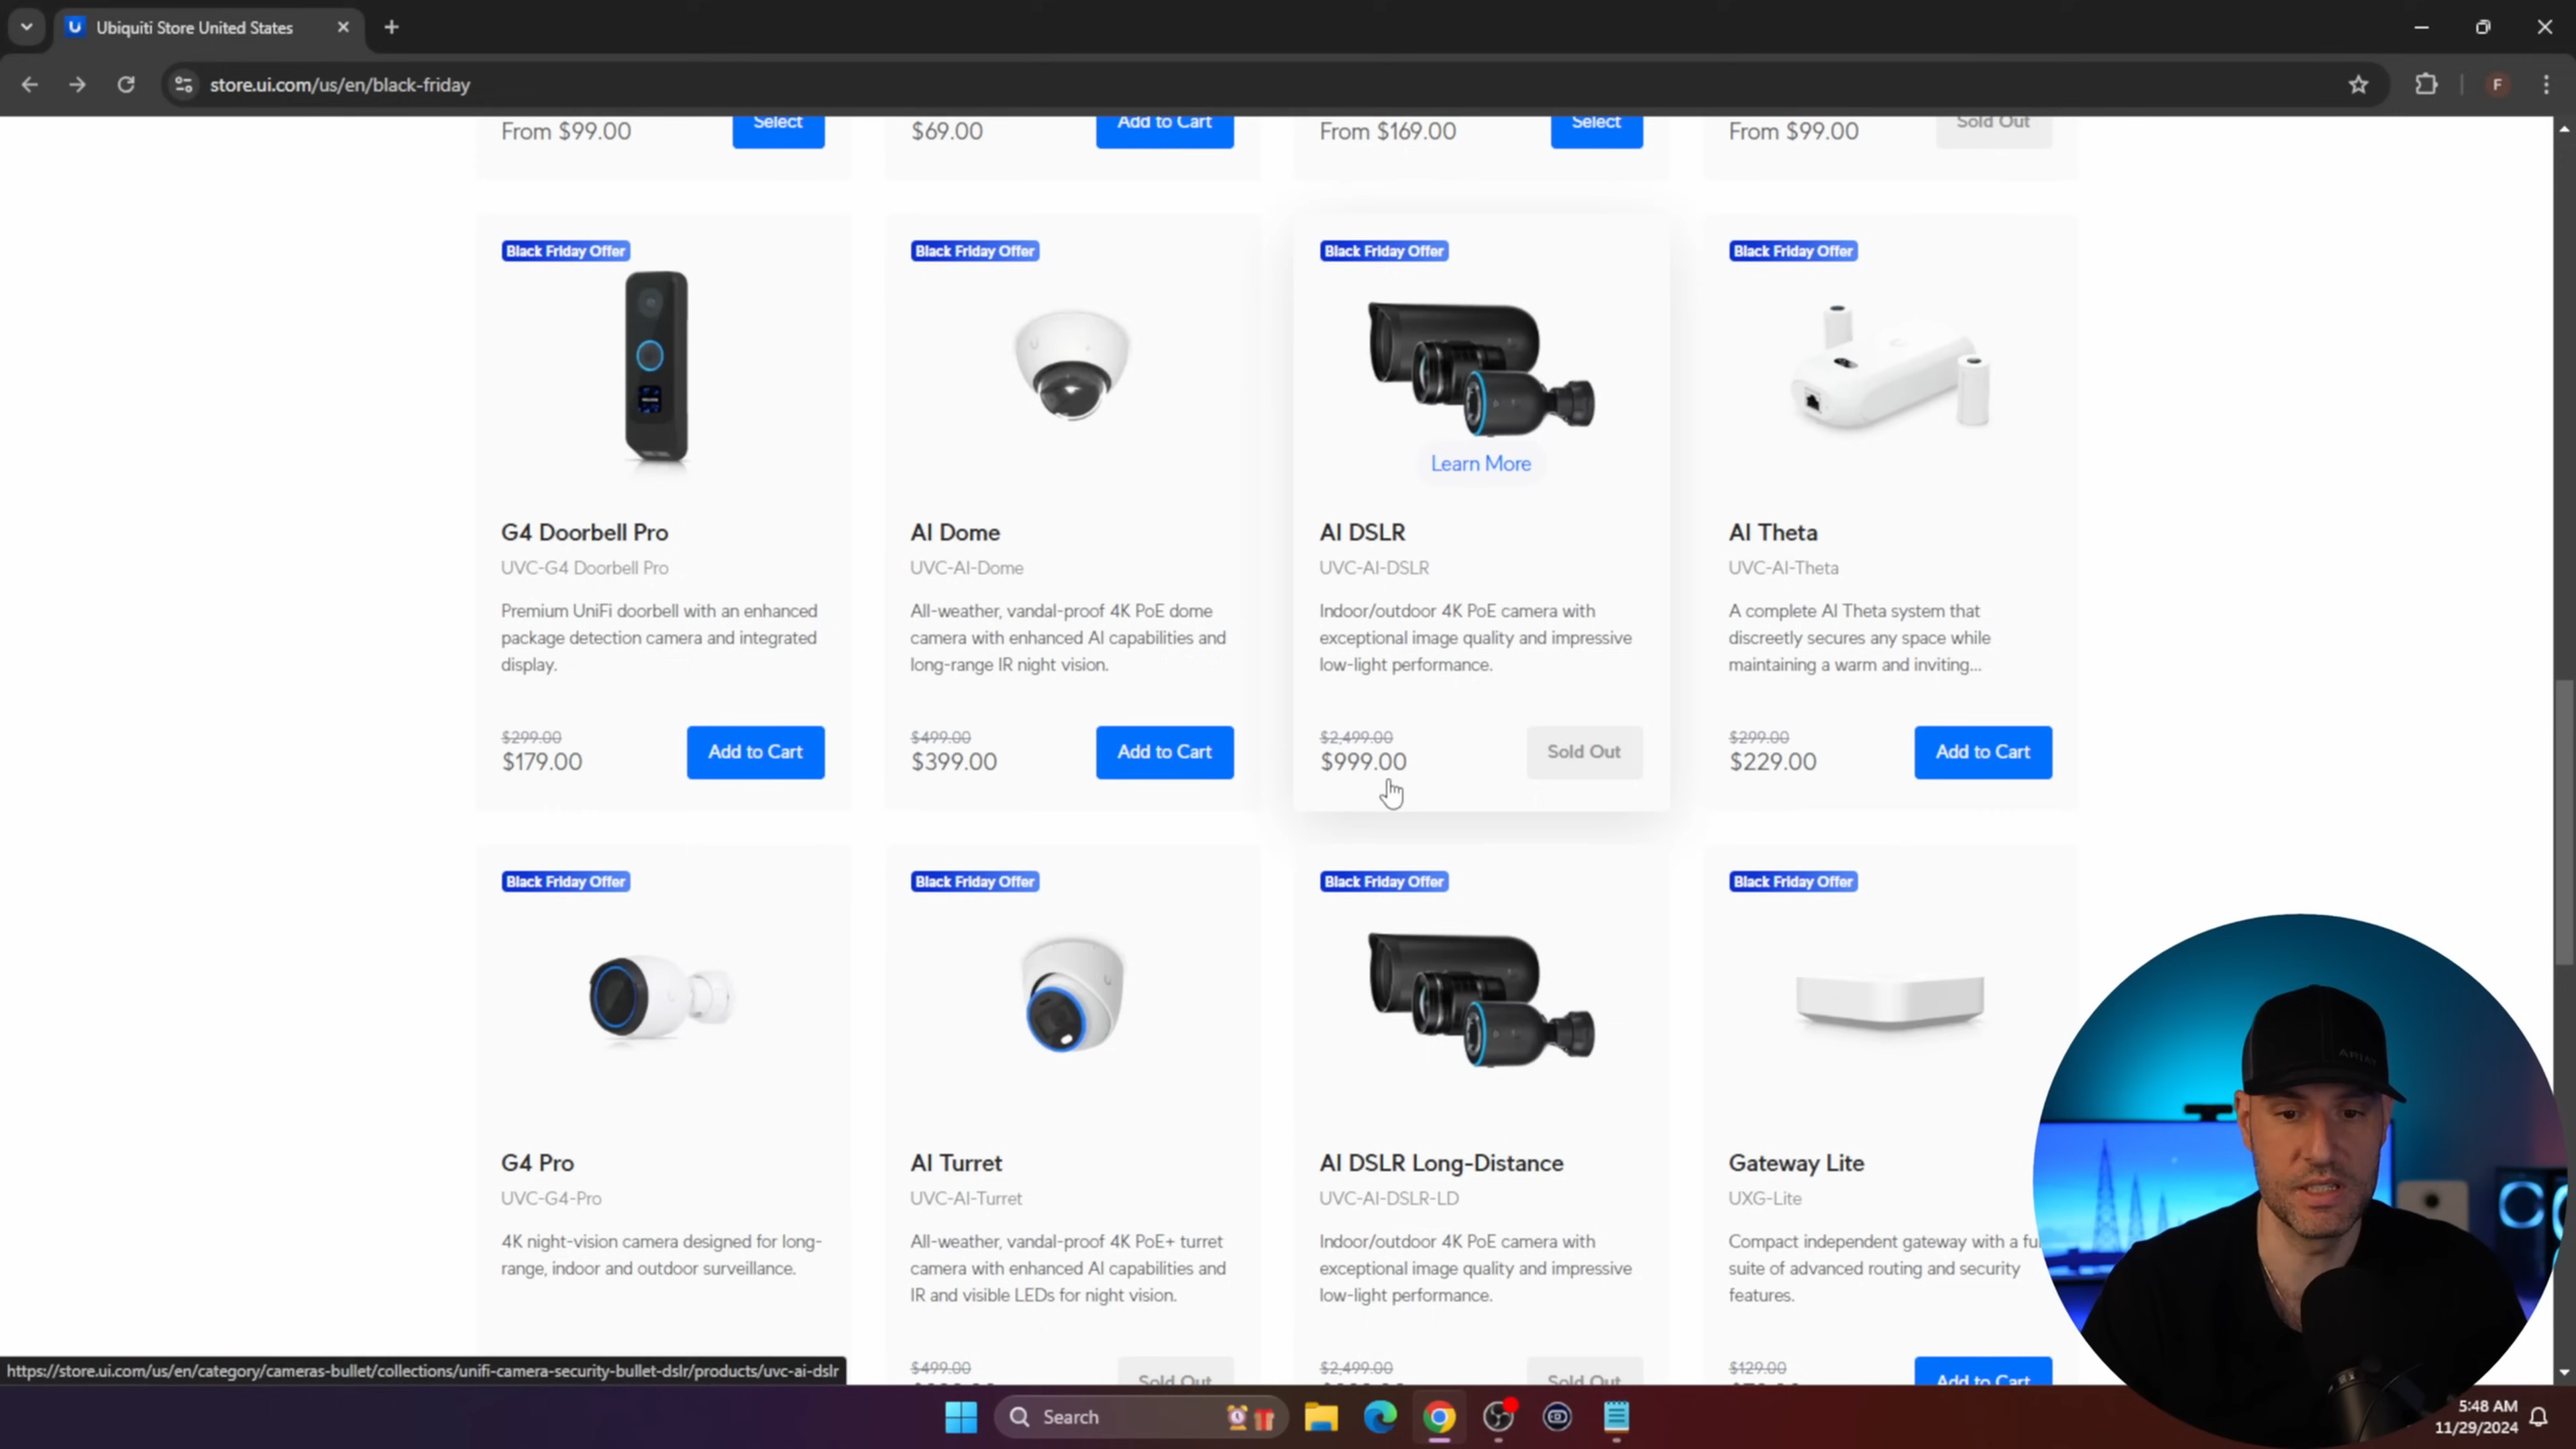 Ubiquiti Store United States
store.ui.com/us/en/black-friday
F
From $99.00
Select
$69.00
Add to Cart
From $169.00
Select
From $99.00
Sold Out
Black Friday Offer
G4 Doorbell Pro
UVC-G4 Doorbell Pro
Premium UniFi doorbell with an enhanced
package detection camera and integrated
display.
$299.00
$179.00
Add to Cart
Black Friday Offer
AI Dome
UVC-AI-Dome
All-weather, vandal-proof 4K PoE dome
camera with enhanced AI capabilities and
long-range IR night vision.
$499.00
$399.00
Add to Cart
Black Friday Offer
Learn More
AI DSLR
UVC-AI-DSLR
Indoor/outdoor 4K PoE camera with
exceptional image quality and impressive
low-light performance.
$2,499.00
$999.00
Sold Out
Black Friday Offer
AI Theta
UVC-AI-Theta
A complete AI Theta system that
discreetly secures any space while
maintaining a warm and inviting...
$299.00
$229.00
Add to Cart
Black Friday Offer
G4 Pro
UVC-G4-Pro
4K night-vision camera designed for long-
range, indoor and outdoor surveillance.
Black Friday Offer
AI Turret
UVC-AI-Turret
All-weather, vandal-proof 4K PoE+ turret
camera with enhanced AI capabilities and
IR and visible LEDs for night vision.
$499.00
Sold Out
Black Friday Offer
AI DSLR Long-Distance
UVC-AI-DSLR-LD
Indoor/outdoor 4K PoE camera with
exceptional image quality and impressive
low-light performance.
$2,499.00
Sold Out
Black Friday Offer
Gateway Lite
UXG-Lite
Compact independent gateway with a fu
suite of advanced routing and security
features.
$129.00
Add to Cart
https://store.ui.com/us/en/category/cameras-bullet/collections/unifi-camera-security-bullet-dslr/products/uvc-ai-dslr
Search
5:48 AM
11/29/2024